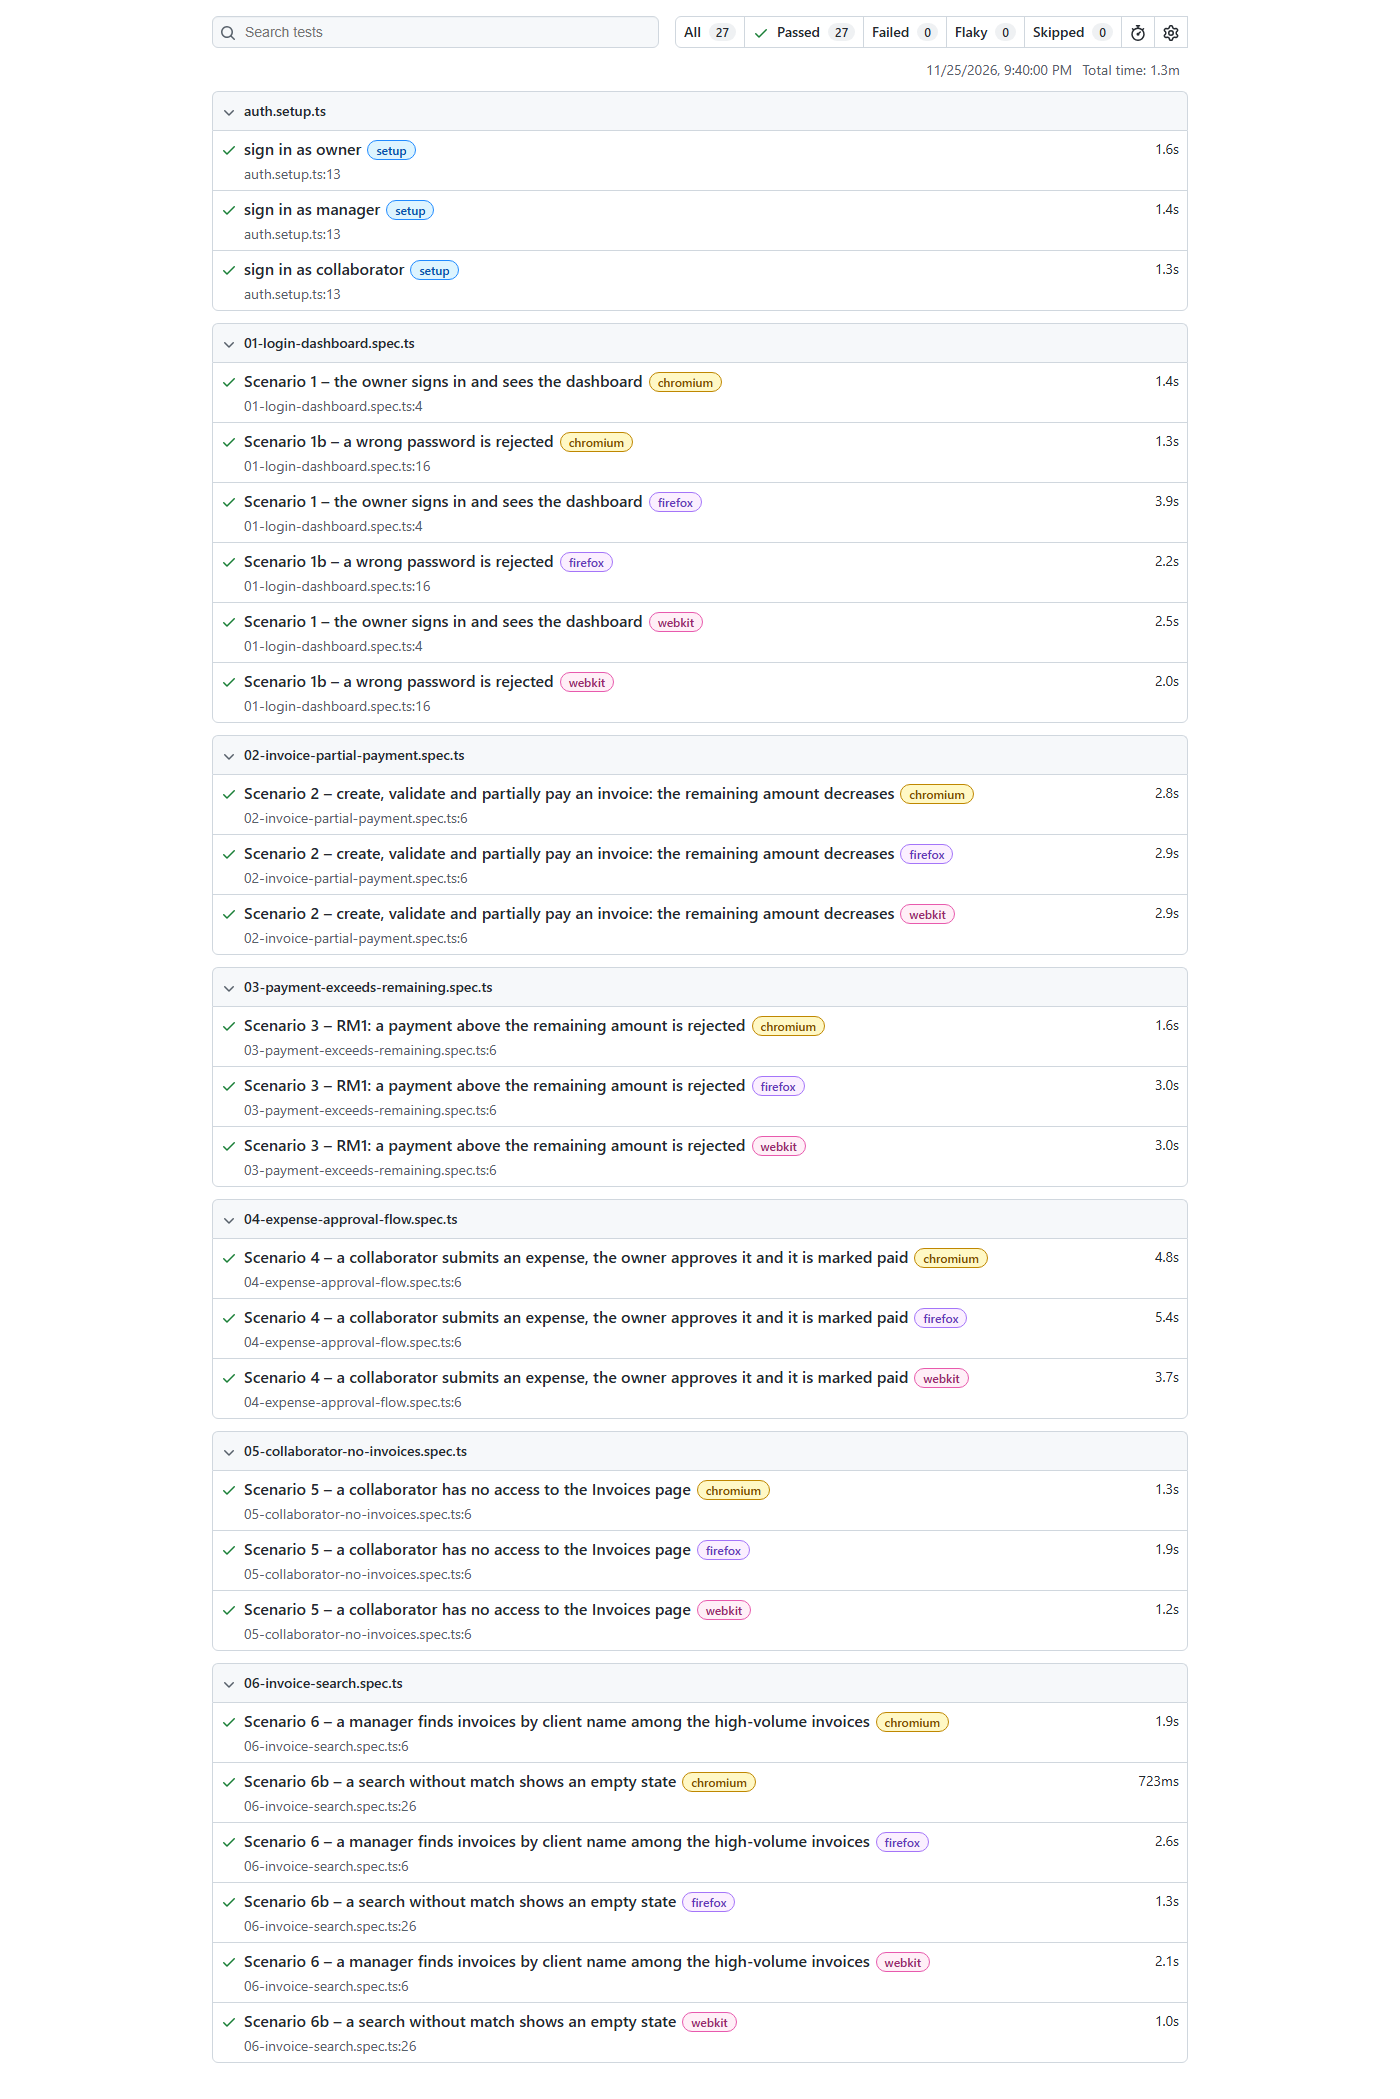 Search tests
All 27 Passed 27 Failed 0 Flaky 0 Skipped 0
11/25/2026, 9:40:00 PM Total time: 1.3m
auth.setup.ts
sign in as owner setup 1.6s
auth.setup.ts:13
sign in as manager setup 1.4s
auth.setup.ts:13
sign in as collaborator setup 1.3s
auth.setup.ts:13
01-login-dashboard.spec.ts
Scenario 1 – the owner signs in and sees the dashboard chromium 1.4s
01-login-dashboard.spec.ts:4
Scenario 1b – a wrong password is rejected chromium 1.3s
01-login-dashboard.spec.ts:16
Scenario 1 – the owner signs in and sees the dashboard firefox 3.9s
01-login-dashboard.spec.ts:4
Scenario 1b – a wrong password is rejected firefox 2.2s
01-login-dashboard.spec.ts:16
Scenario 1 – the owner signs in and sees the dashboard webkit 2.5s
01-login-dashboard.spec.ts:4
Scenario 1b – a wrong password is rejected webkit 2.0s
01-login-dashboard.spec.ts:16
02-invoice-partial-payment.spec.ts
Scenario 2 – create, validate and partially pay an invoice: the remaining amount decreases chromium 2.8s
02-invoice-partial-payment.spec.ts:6
Scenario 2 – create, validate and partially pay an invoice: the remaining amount decreases firefox 2.9s
02-invoice-partial-payment.spec.ts:6
Scenario 2 – create, validate and partially pay an invoice: the remaining amount decreases webkit 2.9s
02-invoice-partial-payment.spec.ts:6
03-payment-exceeds-remaining.spec.ts
Scenario 3 – RM1: a payment above the remaining amount is rejected chromium 1.6s
03-payment-exceeds-remaining.spec.ts:6
Scenario 3 – RM1: a payment above the remaining amount is rejected firefox 3.0s
03-payment-exceeds-remaining.spec.ts:6
Scenario 3 – RM1: a payment above the remaining amount is rejected webkit 3.0s
03-payment-exceeds-remaining.spec.ts:6
04-expense-approval-flow.spec.ts
Scenario 4 – a collaborator submits an expense, the owner approves it and it is marked paid chromium 4.8s
04-expense-approval-flow.spec.ts:6
Scenario 4 – a collaborator submits an expense, the owner approves it and it is marked paid firefox 5.4s
04-expense-approval-flow.spec.ts:6
Scenario 4 – a collaborator submits an expense, the owner approves it and it is marked paid webkit 3.7s
04-expense-approval-flow.spec.ts:6
05-collaborator-no-invoices.spec.ts
Scenario 5 – a collaborator has no access to the Invoices page chromium 1.3s
05-collaborator-no-invoices.spec.ts:6
Scenario 5 – a collaborator has no access to the Invoices page firefox 1.9s
05-collaborator-no-invoices.spec.ts:6
Scenario 5 – a collaborator has no access to the Invoices page webkit 1.2s
05-collaborator-no-invoices.spec.ts:6
06-invoice-search.spec.ts
Scenario 6 – a manager finds invoices by client name among the high-volume invoices chromium 1.9s
06-invoice-search.spec.ts:6
Scenario 6b – a search without match shows an empty state chromium 723ms
06-invoice-search.spec.ts:26
Scenario 6 – a manager finds invoices by client name among the high-volume invoices firefox 2.6s
06-invoice-search.spec.ts:6
Scenario 6b – a search without match shows an empty state firefox 1.3s
06-invoice-search.spec.ts:26
Scenario 6 – a manager finds invoices by client name among the high-volume invoices webkit 2.1s
06-invoice-search.spec.ts:6
Scenario 6b – a search without match shows an empty state webkit 1.0s
06-invoice-search.spec.ts:26